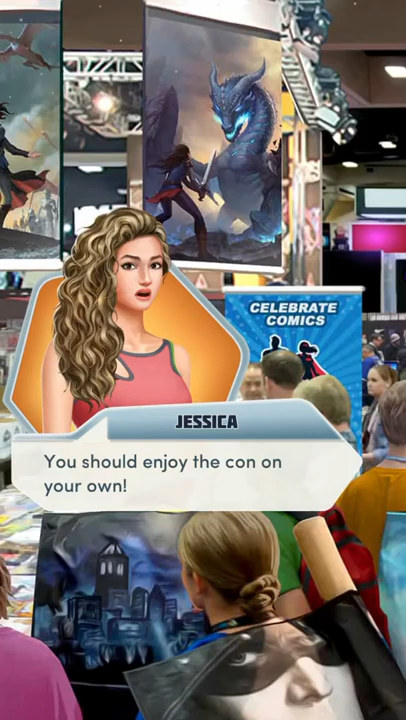 CELEBRATE
COMICS
JESSICA
You should enjoy the con on
your own!